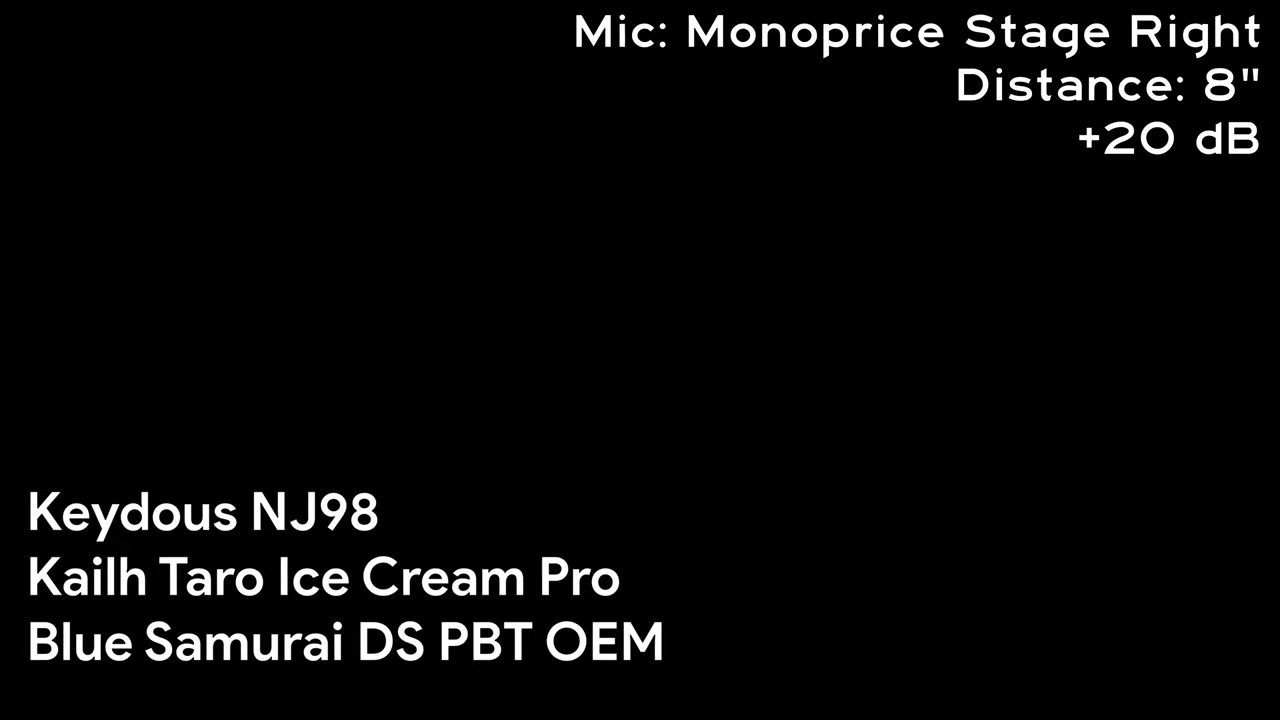 Mic: Monoprice Stage Right
Distance: 8"
+20 dB
Keydous NJ98
Kailh Taro Ice Cream Pro
Blue Samurai DS PBT OEM